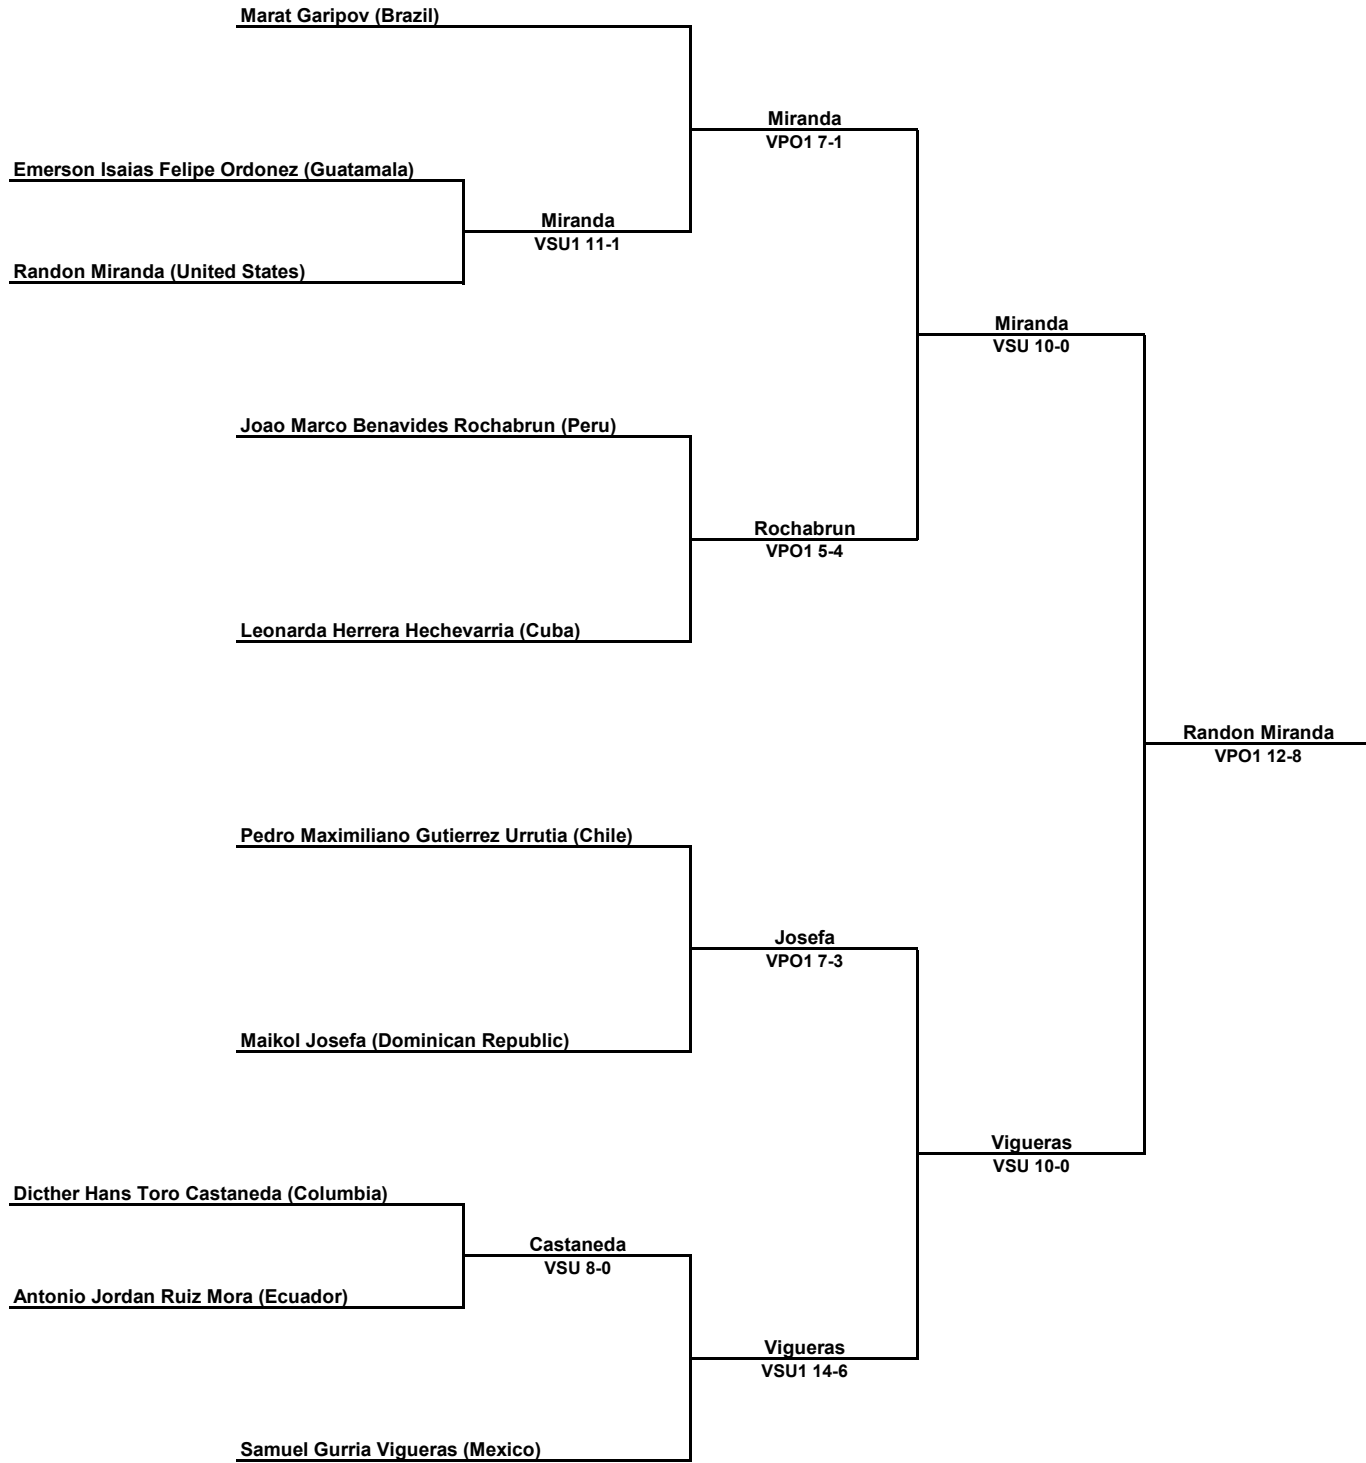 Marat Garipov (Brazil)
Miranda
VPO1 7-1
Emerson Isaias Felipe Ordonez (Guatamala)
Miranda
VSU1 11-1
Randon Miranda (United States)
Miranda
VSU 10-0
Joao Marco Benavides Rochabrun (Peru)
Rochabrun
VPO1 5-4
Leonarda Herrera Hechevarria (Cuba)
Randon Miranda
VPO1 12-8
Pedro Maximiliano Gutierrez Urrutia (Chile)
Josefa
VPO1 7-3
Maikol Josefa (Dominican Republic)
Vigueras
VSU 10-0
Dicther Hans Toro Castaneda (Columbia)
Castaneda
VSU 8-0
Antonio Jordan Ruiz Mora (Ecuador)
Vigueras
VSU1 14-6
Samuel Gurria Vigueras (Mexico)